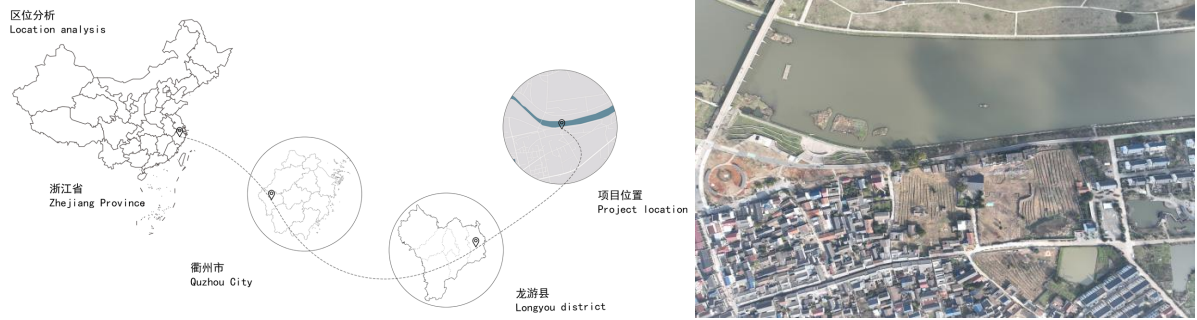 区位分析
Location analysis
浙江省
Zhejiang Province
衢州市
Quzhou City
龙游县
Longyou district
项目位置
Project location